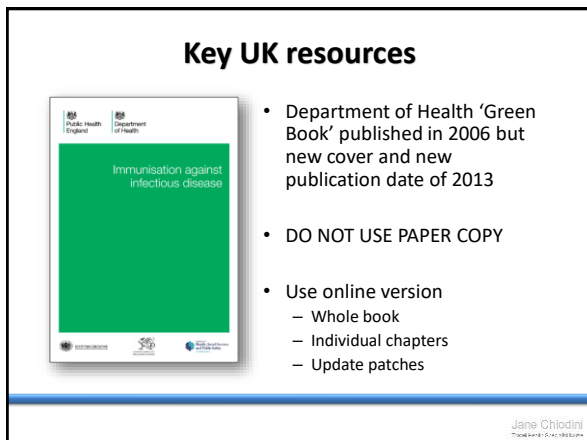 Key UK resources
Public Health
England
Department
of Health
Immunisation against
infectious disease
• Department of Health ‘Green
Book’ published in 2006 but
new cover and new
publication date of 2013
• DO NOT USE PAPER COPY
• Use online version
– Whole book
– Individual chapters
– Update patches
Jane Chiodini